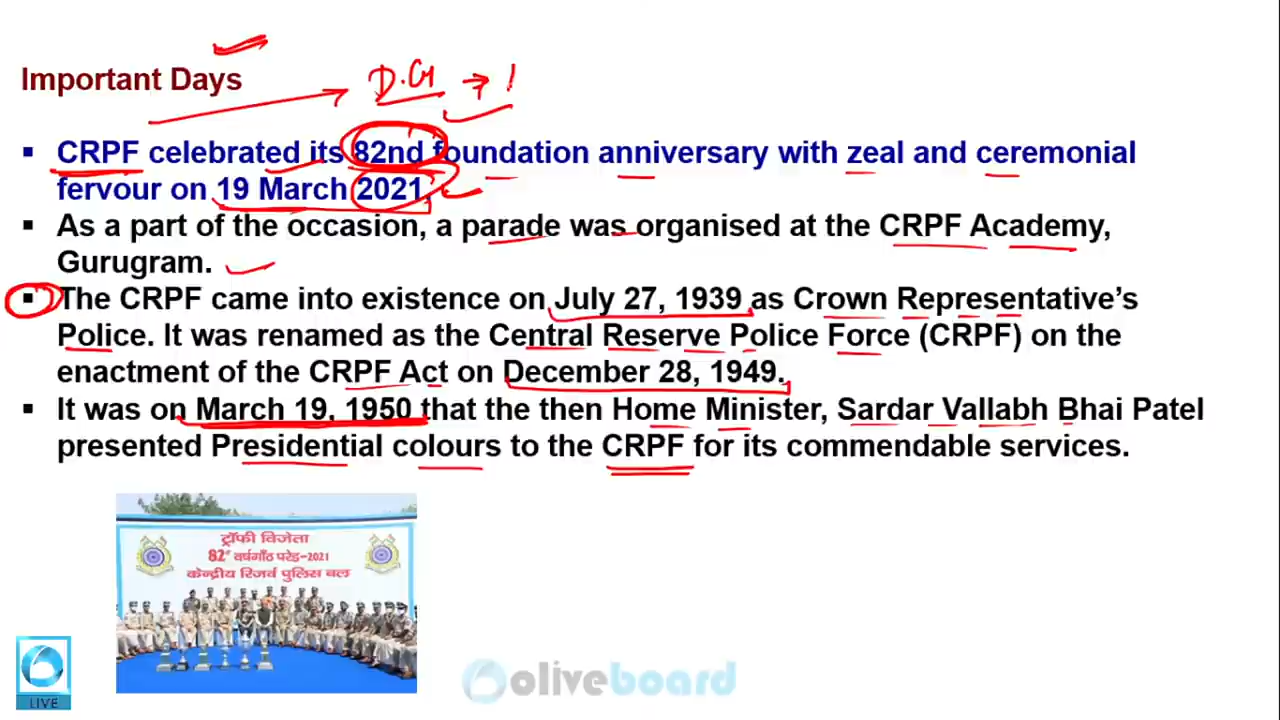 Important Days
D.G → 1
▪ CRPF celebrated its 82nd foundation anniversary with zeal and ceremonial
fervour on 19 March 2021.
▪ As a part of the occasion, a parade was organised at the CRPF Academy,
Gurugram.
▪ The CRPF came into existence on July 27, 1939 as Crown Representative’s
Police. It was renamed as the Central Reserve Police Force (CRPF) on the
enactment of the CRPF Act on December 28, 1949.
▪ It was on March 19, 1950 that the then Home Minister, Sardar Vallabh Bhai Patel
presented Presidential colours to the CRPF for its commendable services.
ट्रॉफी विजेता
82वां वर्षगाँठ परेड-2021
केन्द्रीय रिजर्व पुलिस बल
LIVE
oliveboard